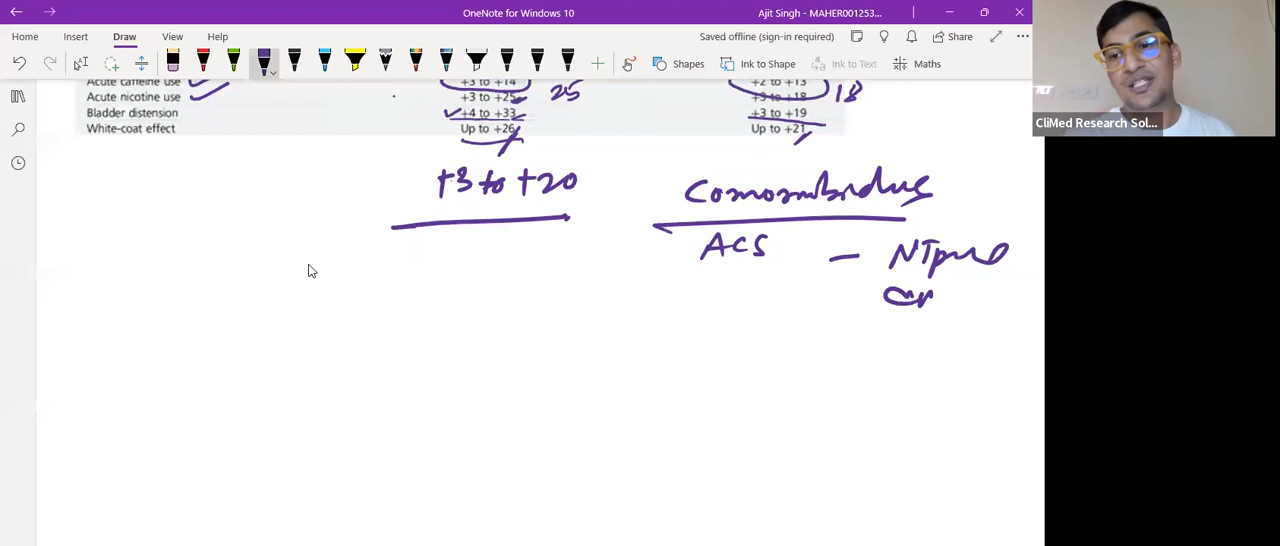 OneNote for Windows 10
Ajit Singh - MAHER001253...
Home Insert Draw View Help
Saved offline (sign-in required)
Share
Shapes
Ink to Shape
Ink to Text
Maths
CliMed Research Sol...
Acute caffeine use +3 to +14 +2 to +13
Acute nicotine use +3 to +25 25 +3 to +18 18
Bladder distension +4 to +33 +3 to +19
White-coat effect Up to +26 Up to +21
+3 to +20
ACS -